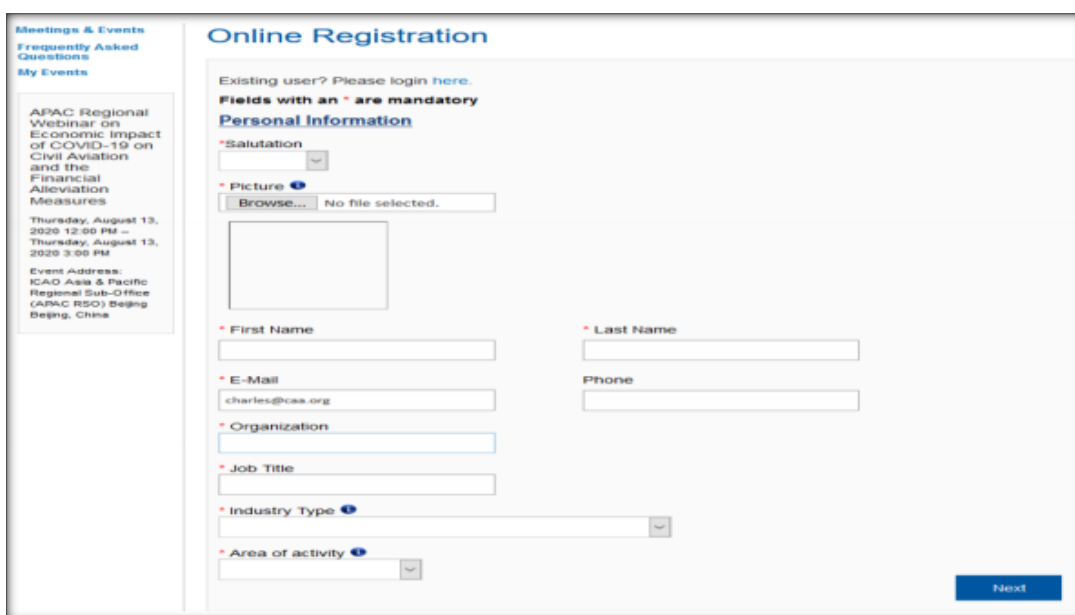 Meetings & Events
Frequently Asked
Questions
My Events
APAC Regional
Webinar on
Economic Impact
of COVID-19 on
Civil Aviation
and the
Financial
Alleviation
Measures
Thursday, August 13,
2020 12:00 PM –
Thursday, August 13,
2020 3:00 PM
Event Address:
ICAO Asia & Pacific
Regional Sub-Office
(APAC RSO) Beijing
Beijing, China
Online Registration
Existing user? Please login here.
Fields with an * are mandatory
Personal Information
*Salutation
* Picture
Browse... No file selected.
* First Name * Last Name
* E-Mail Phone
charles@caa.org
* Organization
* Job Title
* Industry Type
* Area of activity
Next